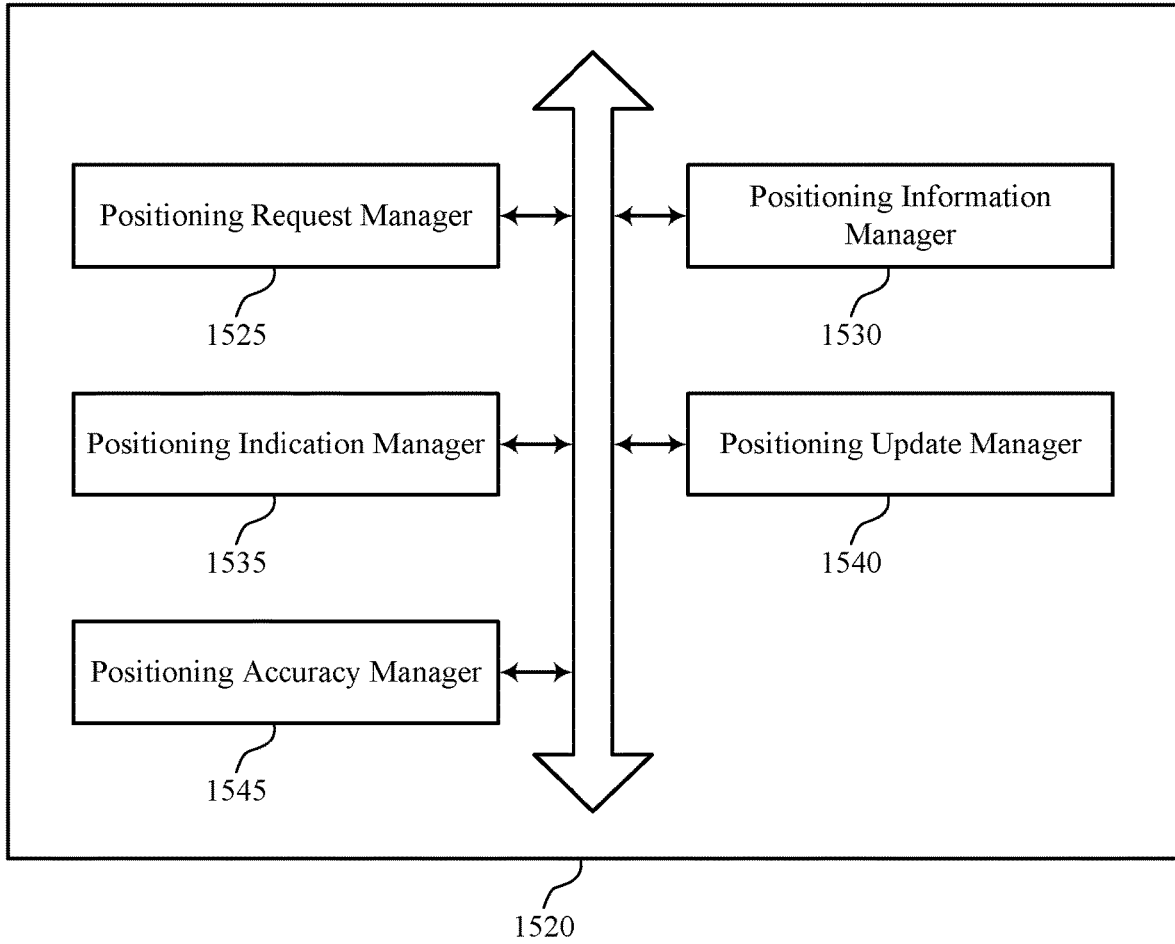 Positioning Request Manager
1525
Positioning Information
Manager
1530
Positioning Indication Manager
1535
Positioning Update Manager
1540
Positioning Accuracy Manager
1545
1520